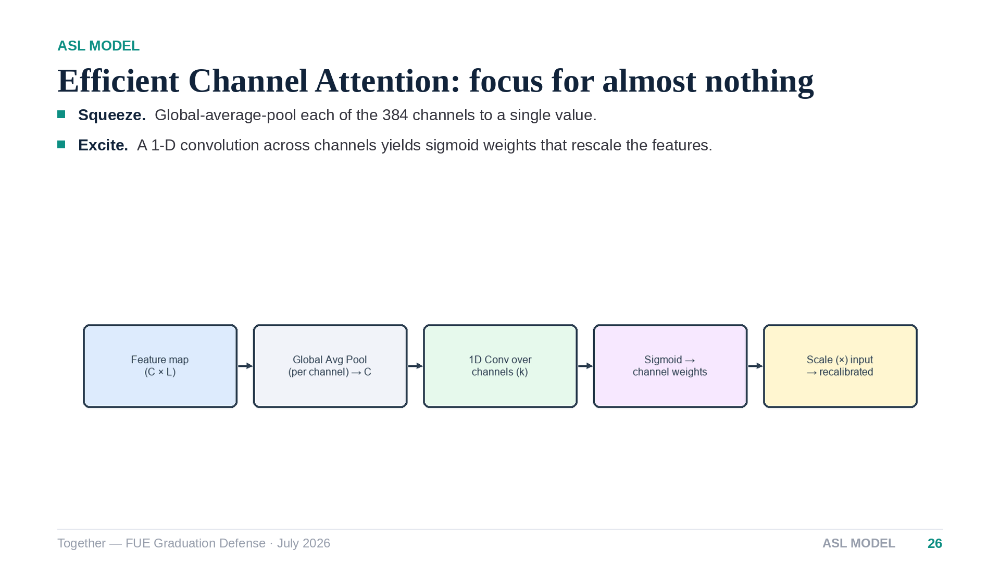 ASL MODEL
Efficient Channel Attention: focus for almost nothing
Squeeze. Global-average-pool each of the 384 channels to a single value.
Excite. A 1-D convolution across channels yields sigmoid weights that rescale the features.
Feature map
(C × L)
Global Avg Pool
(per channel) → C
1D Conv over
channels (k)
Sigmoid →
channel weights
Scale (×) input
→ recalibrated
Together — FUE Graduation Defense · July 2026
ASL MODEL
26